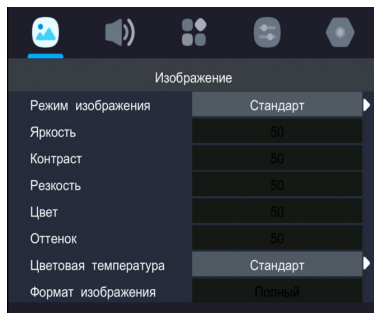 Изображение
Режим изображения Стандарт
Яркость 50
Контраст 50
Резкость 50
Цвет 50
Оттенок 50
Цветовая температура Стандарт
Формат изображения Полный